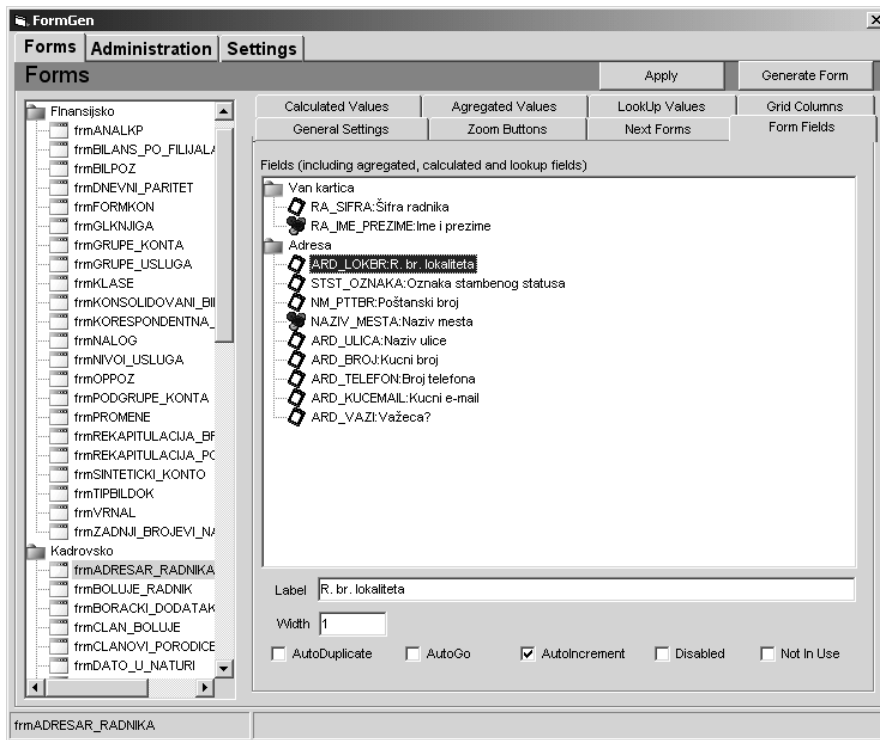 FormGen
Forms Administration Settings
Forms
Apply Generate Form
FInansijsko
frmANALKP
frmBILANS_PO_FILIJALA
frmBILPOZ
frmDNEVNI_PARITET
frmFORMKON
frmGLKNJIGA
frmGRUPE_KONTA
frmGRUPE_USLUGA
frmKLASE
frmKONSOLIDOVANI_BI
frmKORESPONDENTNA_
frmNALOG
frmNIVOI_USLUGA
frmOPPOZ
frmPODGRUPE_KONTA
frmPROMENE
frmREKAPITULACIJA_BF
frmREKAPITULACIJA_PC
frmSINTETICKI_KONTO
frmTIPBILDOK
frmVRNAL
frmZADNJI_BROJEVI_NA
Kadrovsko
frmADRESAR_RADNIKA
frmBOLUJE_RADNIK
frmBORACKI_DODATAK
frmCLAN_BOLUJE
frmCLANOVI_PORODICE
frmDATO_U_NATURI
Calculated Values Agregated Values LookUp Values Grid Columns
General Settings Zoom Buttons Next Forms Form Fields
Fields (including agregated, calculated and lookup fields)
Van kartica
RA_SIFRA:Šifra radnika
RA_IME_PREZIME:Ime i prezime
Adresa
ARD_LOKBR:R. br. lokaliteta
STST_OZNAKA:Oznaka stambenog statusa
NM_PTTBR:Poštanski broj
NAZIV_MESTA:Naziv mesta
ARD_ULICA:Naziv ulice
ARD_BROJ:Kucni broj
ARD_TELEFON:Broj telefona
ARD_KUCEMAIL:Kucni e-mail
ARD_VAZI:Važeca?
Label R. br. lokaliteta
Width 1
AutoDuplicate AutoGo AutoIncrement Disabled Not In Use
frmADRESAR_RADNIKA